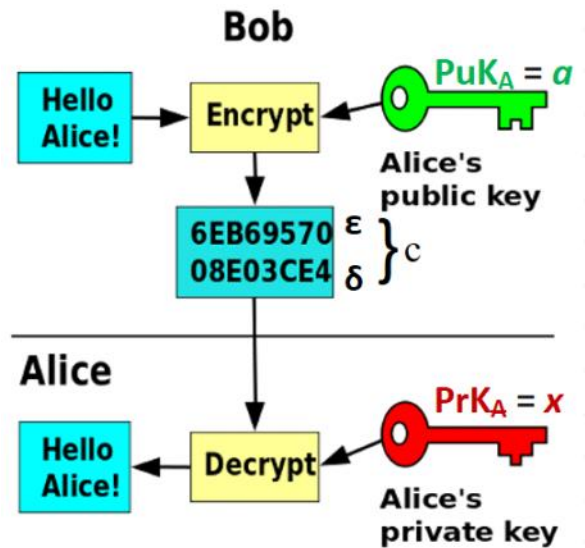 Bob
Hello
Alice!
Encrypt
PuKA = a
Alice's
public key
6EB69570 ε
08E03CE4 δ
} c
Alice
Hello
Alice!
Decrypt
PrKA = x
Alice's
private key